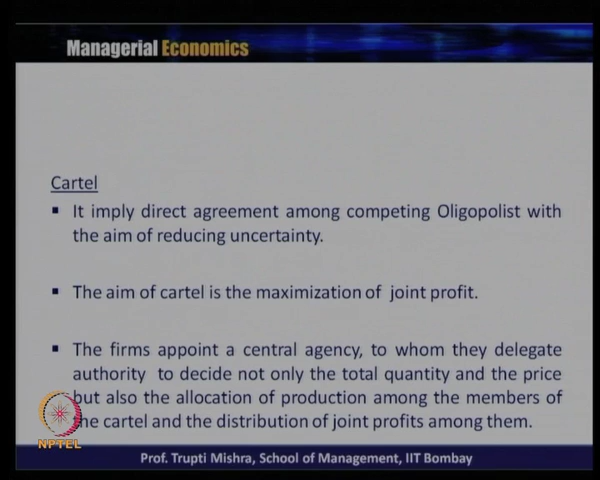 Managerial Economics
Cartel
▪ It imply direct agreement among competing Oligopolist with
the aim of reducing uncertainty.
▪ The aim of cartel is the maximization of joint profit.
▪ The firms appoint a central agency, to whom they delegate
authority to decide not only the total quantity and the price
but also the allocation of production among the members of
the cartel and the distribution of joint profits among them.
NPTEL
Prof. Trupti Mishra, School of Management, IIT Bombay